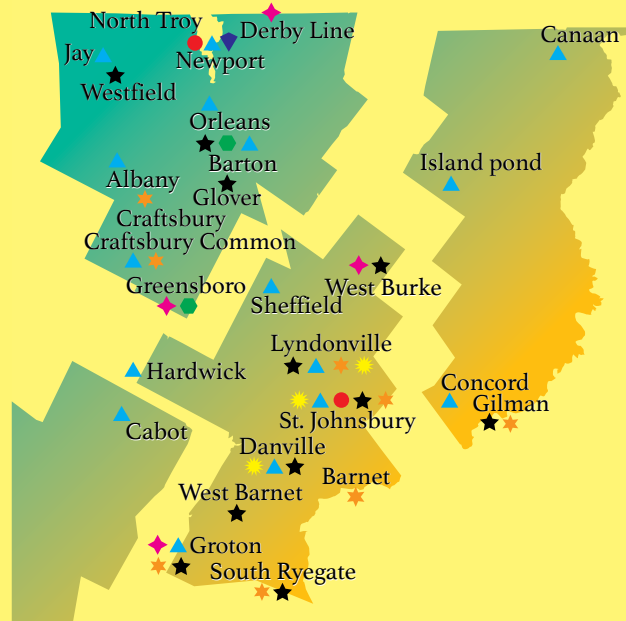 North Troy
Derby Line
Canaan
Jay
Newport
Westfield
Orleans
Barton
Island pond
Albany
Glover
Craftsbury
Craftsbury Common
Greensboro
West Burke
Sheffield
Lyndonville
Hardwick
Concord
Gilman
St. Johnsbury
Cabot
Danville
Barnet
West Barnet
Groton
South Ryegate